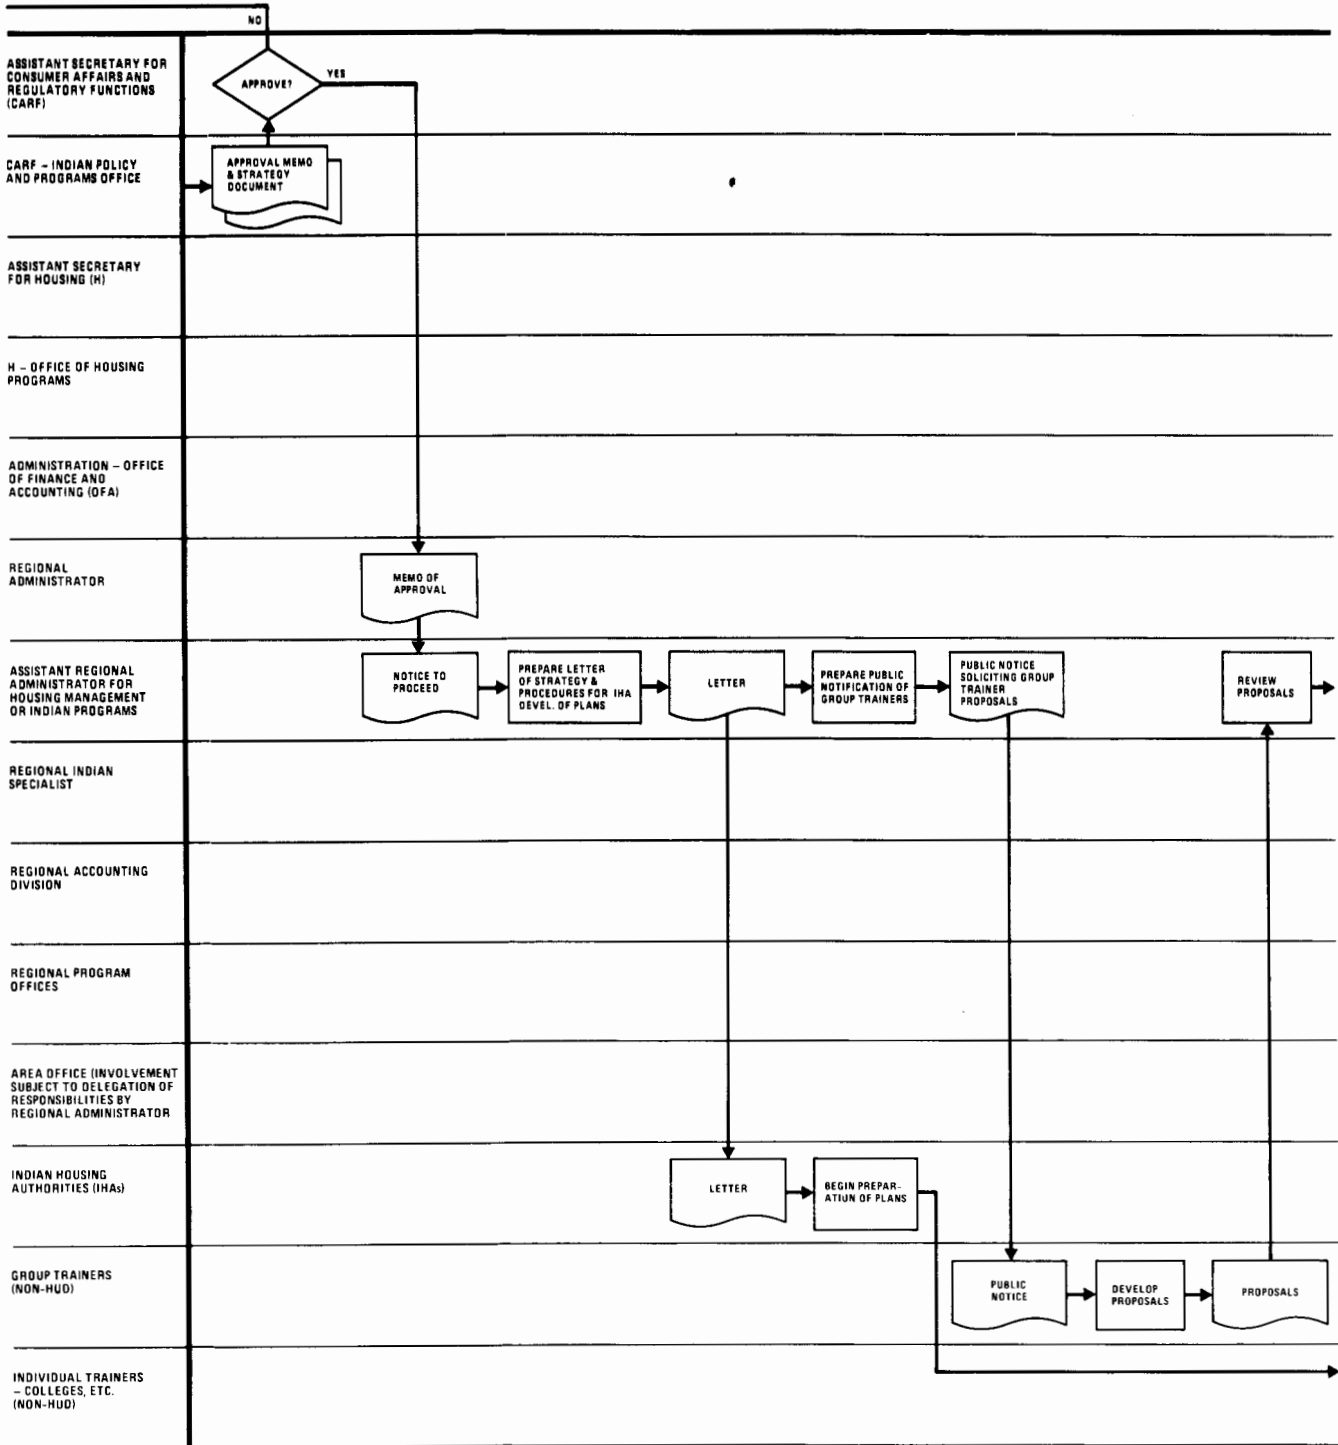 NO
ASSISTANT SECRETARY FOR
CONSUMER AFFAIRS AND
REGULATORY FUNCTIONS
(CARF)
APPROVE?
YES
CARF – INDIAN POLICY
AND PROGRAMS OFFICE
APPROVAL MEMO
& STRATEGY
DOCUMENT
ASSISTANT SECRETARY
FOR HOUSING (H)
H – OFFICE OF HOUSING
PROGRAMS
ADMINISTRATION – OFFICE
OF FINANCE AND
ACCOUNTING (OFA)
REGIONAL
ADMINISTRATOR
MEMO OF
APPROVAL
ASSISTANT REGIONAL
ADMINISTRATOR FOR
HOUSING MANAGEMENT
OR INDIAN PROGRAMS
NOTICE TO
PROCEED
PREPARE LETTER
OF STRATEGY &
PROCEDURES FOR IHA
DEVEL. OF PLANS
LETTER
PREPARE PUBLIC
NOTIFICATION OF
GROUP TRAINERS
PUBLIC NOTICE
SOLICITING GROUP
TRAINER
PROPOSALS
REVIEW
PROPOSALS
REGIONAL INDIAN
SPECIALIST
REGIONAL ACCOUNTING
DIVISION
REGIONAL PROGRAM
OFFICES
AREA OFFICE (INVOLVEMENT
SUBJECT TO DELEGATION OF
RESPONSIBILITIES BY
REGIONAL ADMINISTRATOR
INDIAN HOUSING
AUTHORITIES (IHAs)
LETTER
BEGIN PREPAR-
ATION OF PLANS
GROUP TRAINERS
(NON-HUD)
PUBLIC
NOTICE
DEVELOP
PROPOSALS
PROPOSALS
INDIVIDUAL TRAINERS
– COLLEGES, ETC.
(NON-HUD)